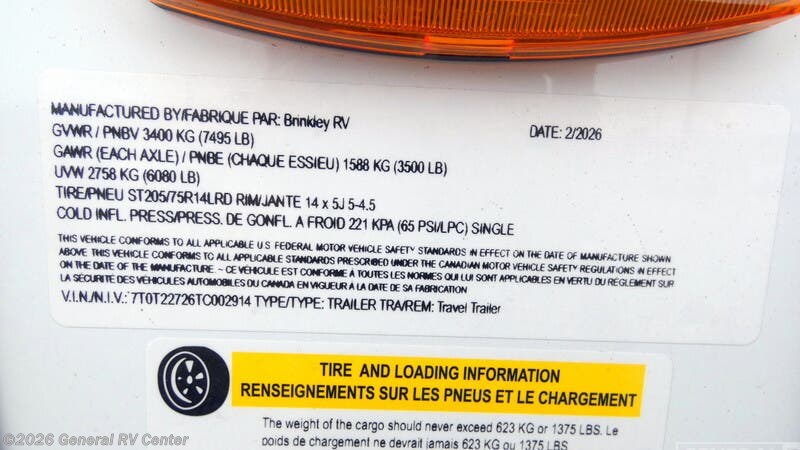 MANUFACTURED BY/FABRIQUE PAR: Brinkley RV DATE: 2/2026
GVWR / PNBV 3400 KG (7495 LB)
GAWR (EACH AXLE) / PNBE (CHAQUE ESSIEU) 1588 KG (3500 LB)
UVW 2758 KG (6080 LB)
TIRE/PNEU ST205/75R14LRD RIM/JANTE 14 x 5J 5-4.5
COLD INFL. PRESS/PRESS. DE GONFL. A FROID 221 KPA (65 PSI/LPC) SINGLE
THIS VEHICLE CONFORMS TO ALL APPLICABLE U S FEDERAL MOTOR VEHICLE SAFETY STANDARDS IN EFFECT ON THE DATE OF MANUFACTURE SHOWN
ABOVE THIS VEHICLE CONFORMS TO ALL APPLICABLE STANDARDS PRESCRIBED UNDER THE CANADIAN MOTOR VEHICLE SAFETY REGULATIONS IN EFFECT
ON THE DATE OF THE MANUFACTURE ~ CE VÉHICULE EST CONFORME À TOUTES LES NORMES QUI LUI SONT APPLICABLES EN VERTU DU RÉGLEMENT SUR
LA SÉCURITÉ DES VÉHICULES AUTOMOBILES DU CANADA EN VIGUEUR À LA DATE DE SA FABRICATION
V.I.N./N.I.V.: 7T0T22726TC002914 TYPE/TYPE: TRAILER TRA/REM: Travel Trailer
TIRE AND LOADING INFORMATION
RENSEIGNEMENTS SUR LES PNEUS ET LE CHARGEMENT
The weight of the cargo should never exceed 623 KG or 1375 LBS. Le
poids de chargement ne devrait jamais 623 KG ou 1375 LBS.
©2026 General RV Center